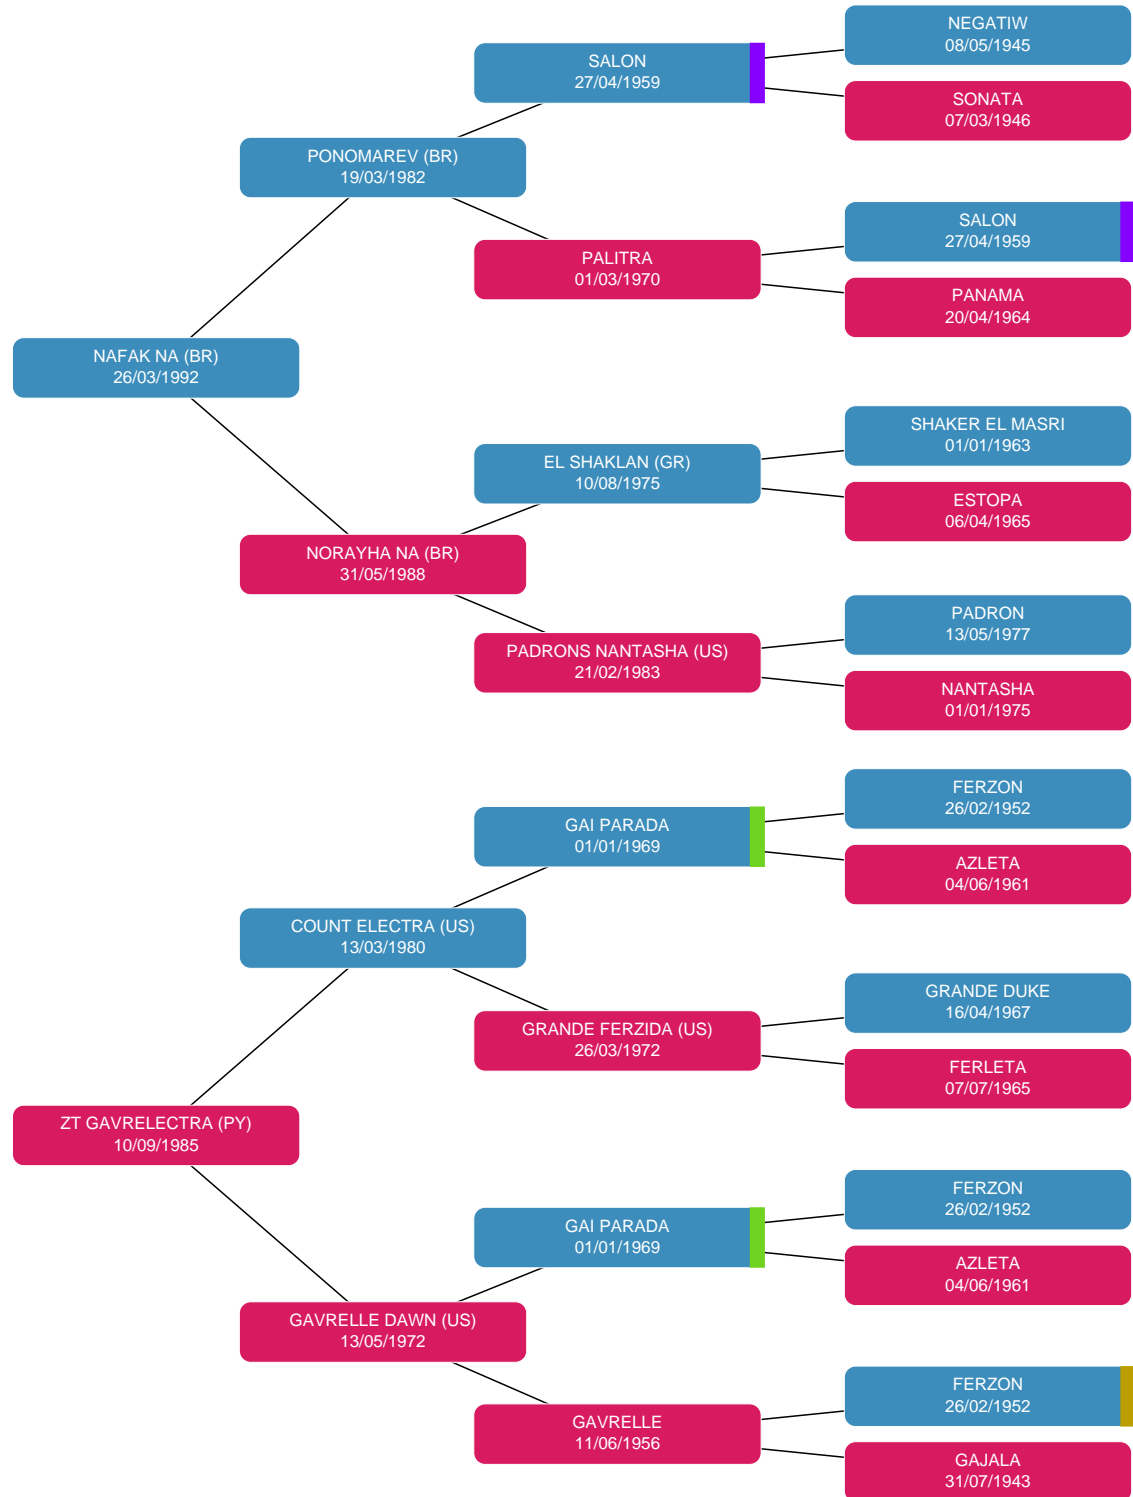 NEGATIW
08/05/1945
SALON
27/04/1959
SONATA
07/03/1946
PONOMAREV (BR)
19/03/1982
SALON
27/04/1959
PALITRA
01/03/1970
PANAMA
20/04/1964
NAFAK NA (BR)
26/03/1992
SHAKER EL MASRI
01/01/1963
EL SHAKLAN (GR)
10/08/1975
ESTOPA
06/04/1965
NORAYHA NA (BR)
31/05/1988
PADRON
13/05/1977
PADRONS NANTASHA (US)
21/02/1983
NANTASHA
01/01/1975
FERZON
26/02/1952
GAI PARADA
01/01/1969
AZLETA
04/06/1961
COUNT ELECTRA (US)
13/03/1980
GRANDE DUKE
16/04/1967
GRANDE FERZIDA (US)
26/03/1972
FERLETA
07/07/1965
ZT GAVRELECTRA (PY)
10/09/1985
FERZON
26/02/1952
GAI PARADA
01/01/1969
AZLETA
04/06/1961
GAVRELLE DAWN (US)
13/05/1972
FERZON
26/02/1952
GAVRELLE
11/06/1956
GAJALA
31/07/1943